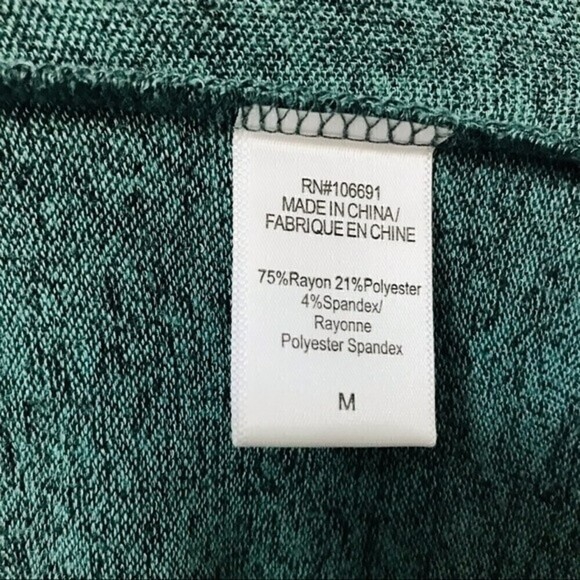 RN#106691
MADE IN CHINA/
FABRIQUE EN CHINE
75%Rayon 21%Polyester
4%Spandex/
Rayonne
Polyester Spandex
M